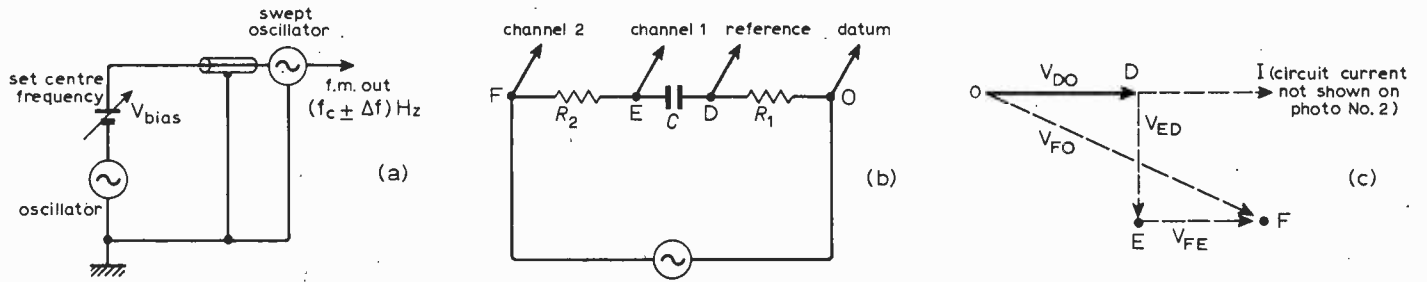 swept
oscillator
set centre
frequency
V_bias
f.m. out
(f_c ± Δf) Hz
oscillator
(a)
channel 2
channel 1
reference
datum
F
R_2
E
C
D
R_1
O
(b)
O
V_DO
D
I (circuit current
not shown on
photo No. 2)
V_ED
V_FO
E
V_FE
F
(c)